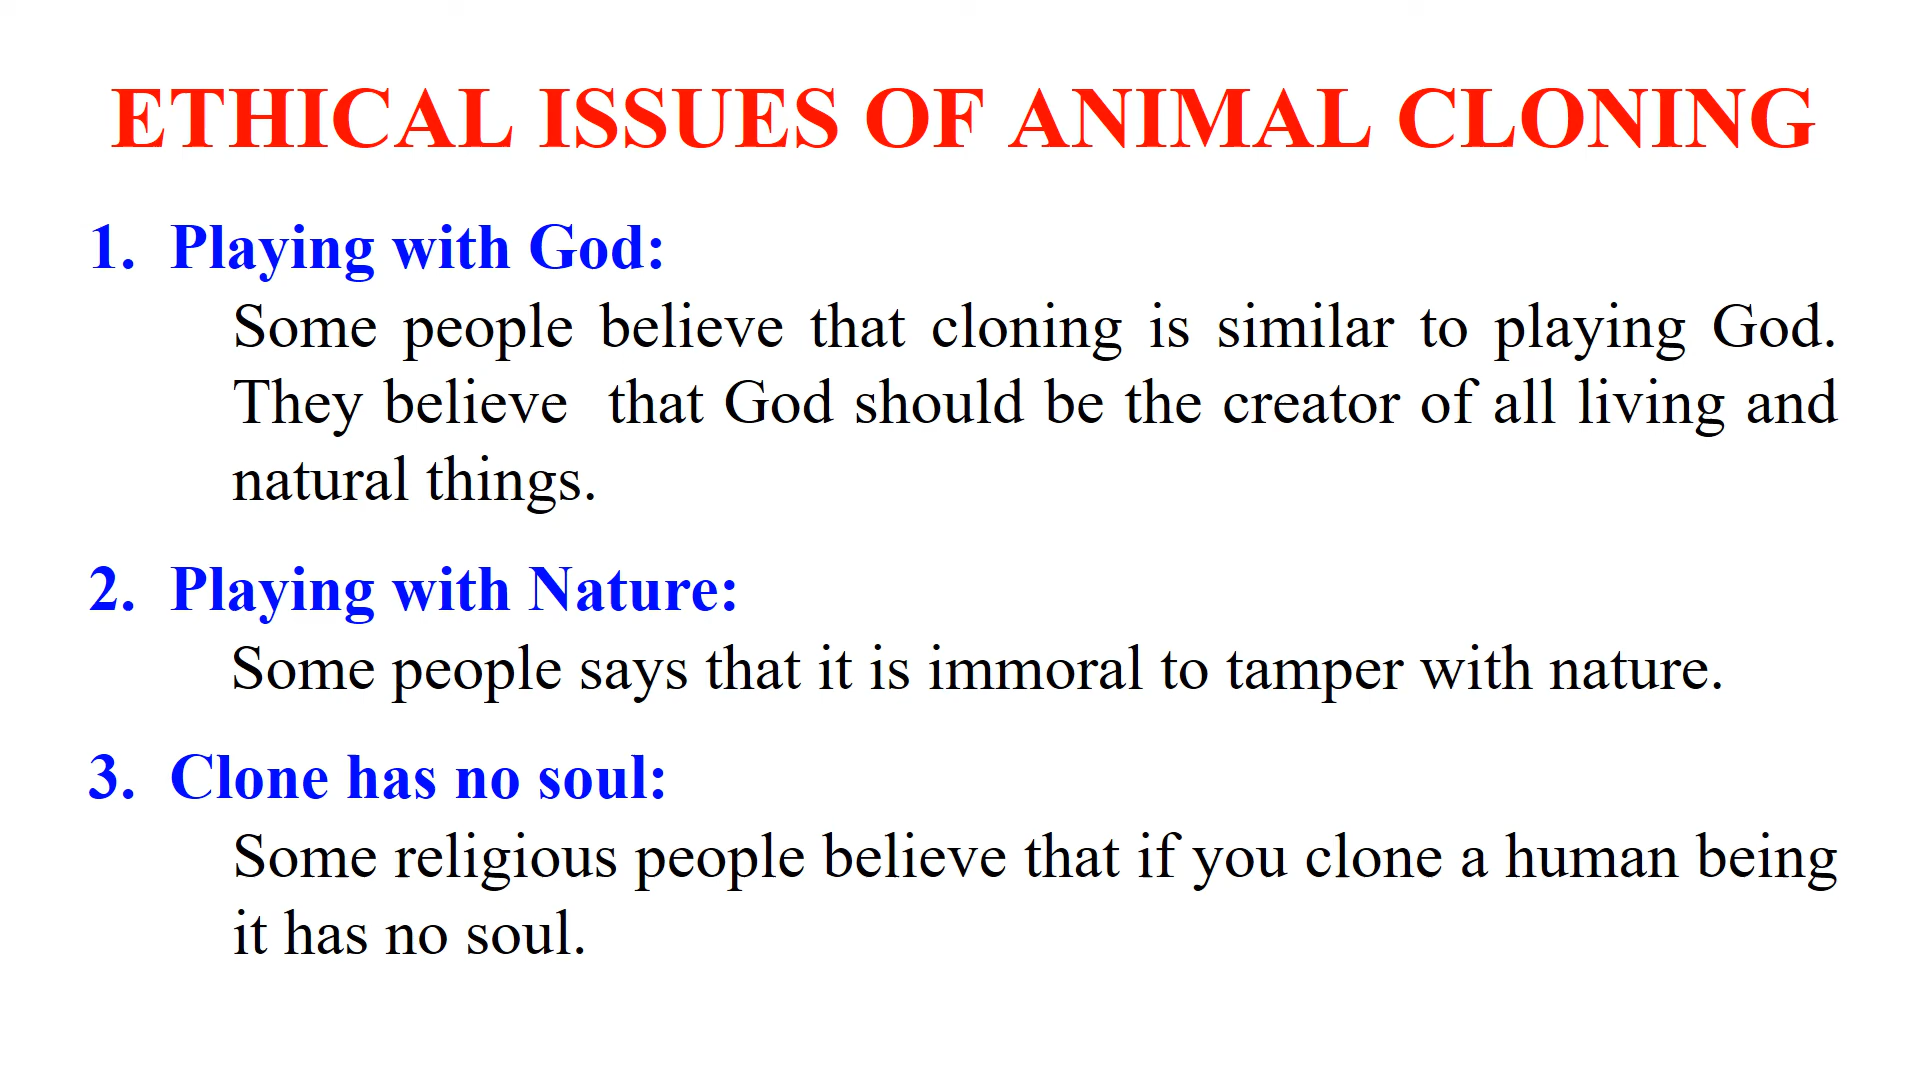 ETHICAL ISSUES OF ANIMAL CLONING
1. Playing with God:
Some people believe that cloning is similar to playing God.
They believe that God should be the creator of all living and
natural things.
2. Playing with Nature:
Some people says that it is immoral to tamper with nature.
3. Clone has no soul:
Some religious people believe that if you clone a human being
it has no soul.